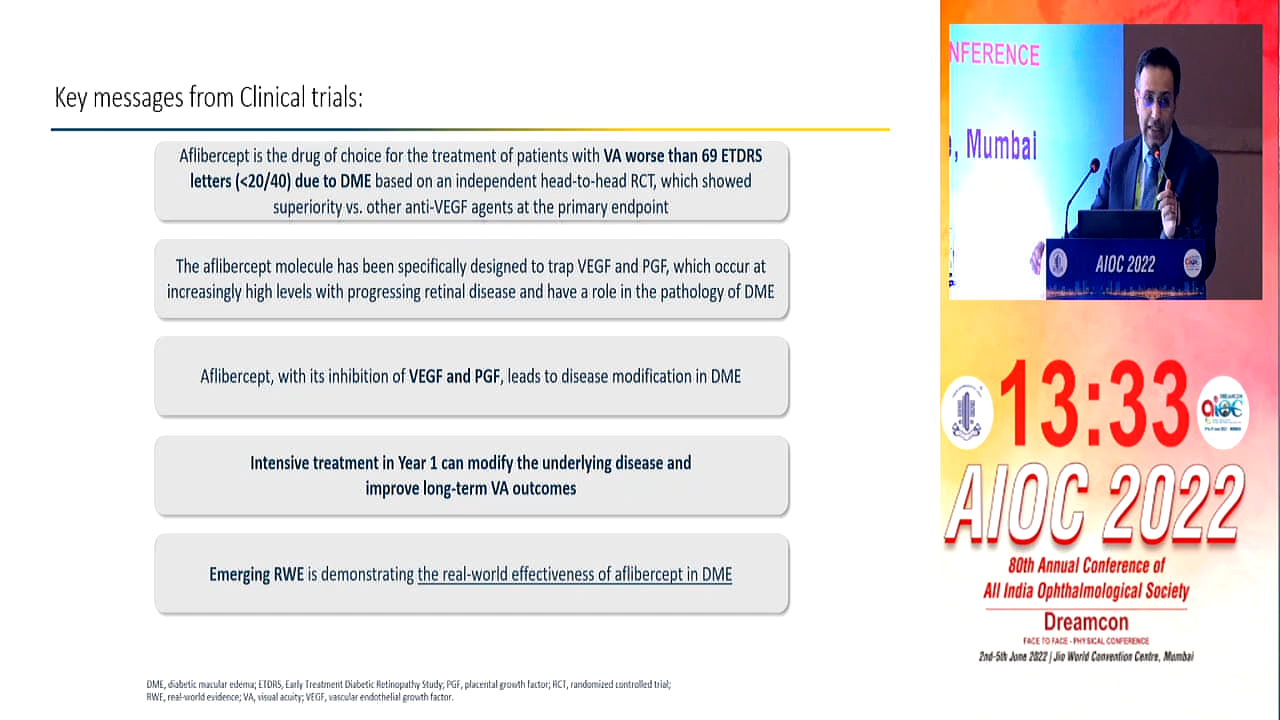 Key messages from Clinical trials:
Aflibercept is the drug of choice for the treatment of patients with VA worse than 69 ETDRS
letters (<20/40) due to DME based on an independent head-to-head RCT, which showed
superiority vs. other anti-VEGF agents at the primary endpoint
The aflibercept molecule has been specifically designed to trap VEGF and PGF, which occur at
increasingly high levels with progressing retinal disease and have a role in the pathology of DME
Aflibercept, with its inhibition of VEGF and PGF, leads to disease modification in DME
Intensive treatment in Year 1 can modify the underlying disease and
improve long-term VA outcomes
Emerging RWE is demonstrating the real-world effectiveness of aflibercept in DME
DME, diabetic macular edema; ETDRS, Early Treatment Diabetic Retinopathy Study; PGF, placental growth factor; RCT, randomized controlled trial;
RWE, real-world evidence; VA, visual acuity; VEGF, vascular endothelial growth factor.
NFERENCE
, Mumbai
AIOC 2022
13:33
AIOC 2022
80th Annual Conference of
All India Ophthalmological Society
Dreamcon
FACE TO FACE - PHYSICAL CONFERENCE
2nd-5th June 2022 | Jio World Convention Centre, Mumbai